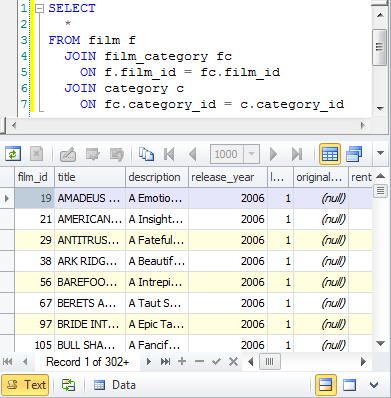 1 SELECT
2 *
3 FROM film f
4 JOIN film_category fc
5 ON f.film_id = fc.film_id
6 JOIN category c
7 ON fc.category_id = c.category_id
1000
film_id title description release_year l... original... rent
19 AMADEUS ... A Emotio... 2006 1 (null)
21 AMERICAN... A Insight... 2006 1 (null)
29 ANTITRUS... A Fateful... 2006 1 (null)
38 ARK RIDG... A Beautif... 2006 1 (null)
56 BAREFOO... A Intrepi... 2006 1 (null)
67 BERETS A... A Taut S... 2006 1 (null)
97 BRIDE INT... A Epic Ta... 2006 1 (null)
105 BULL SHA... A Fancif... 2006 1 (null)
Record 1 of 302+
Text Data